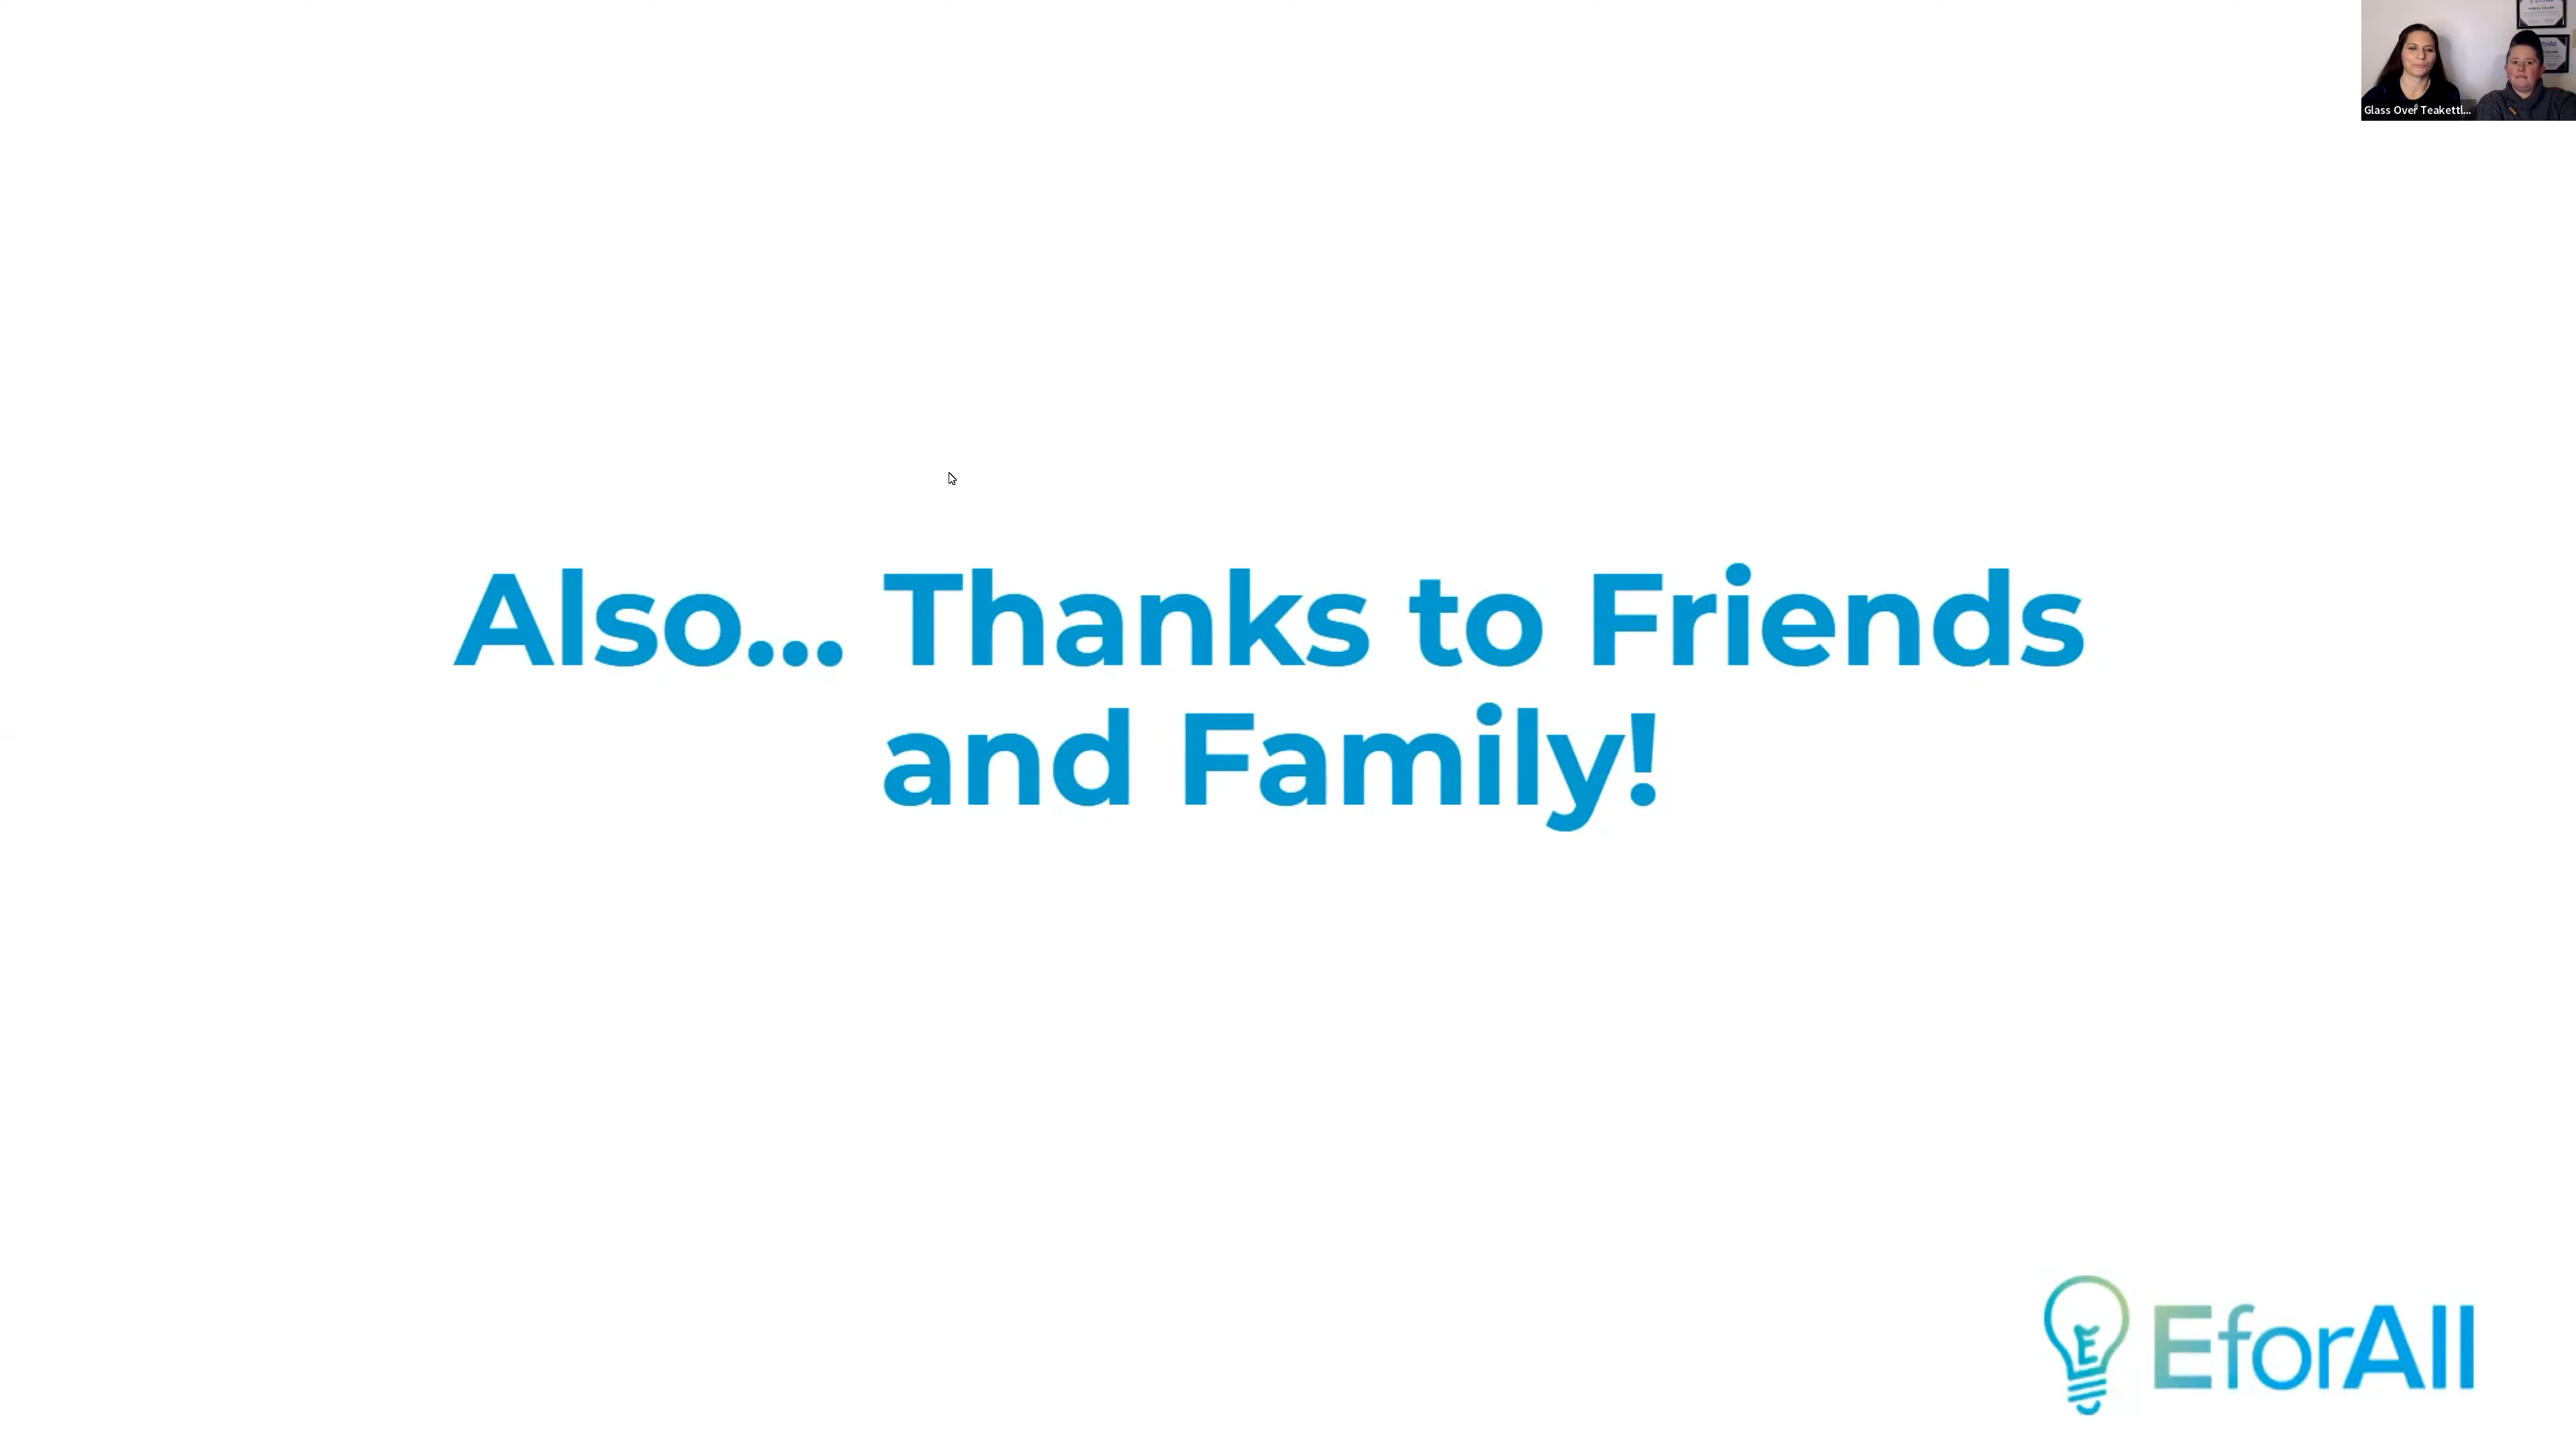 Glass Over Teakettl...
Also... Thanks to Friends
and Family!
E
EforAll